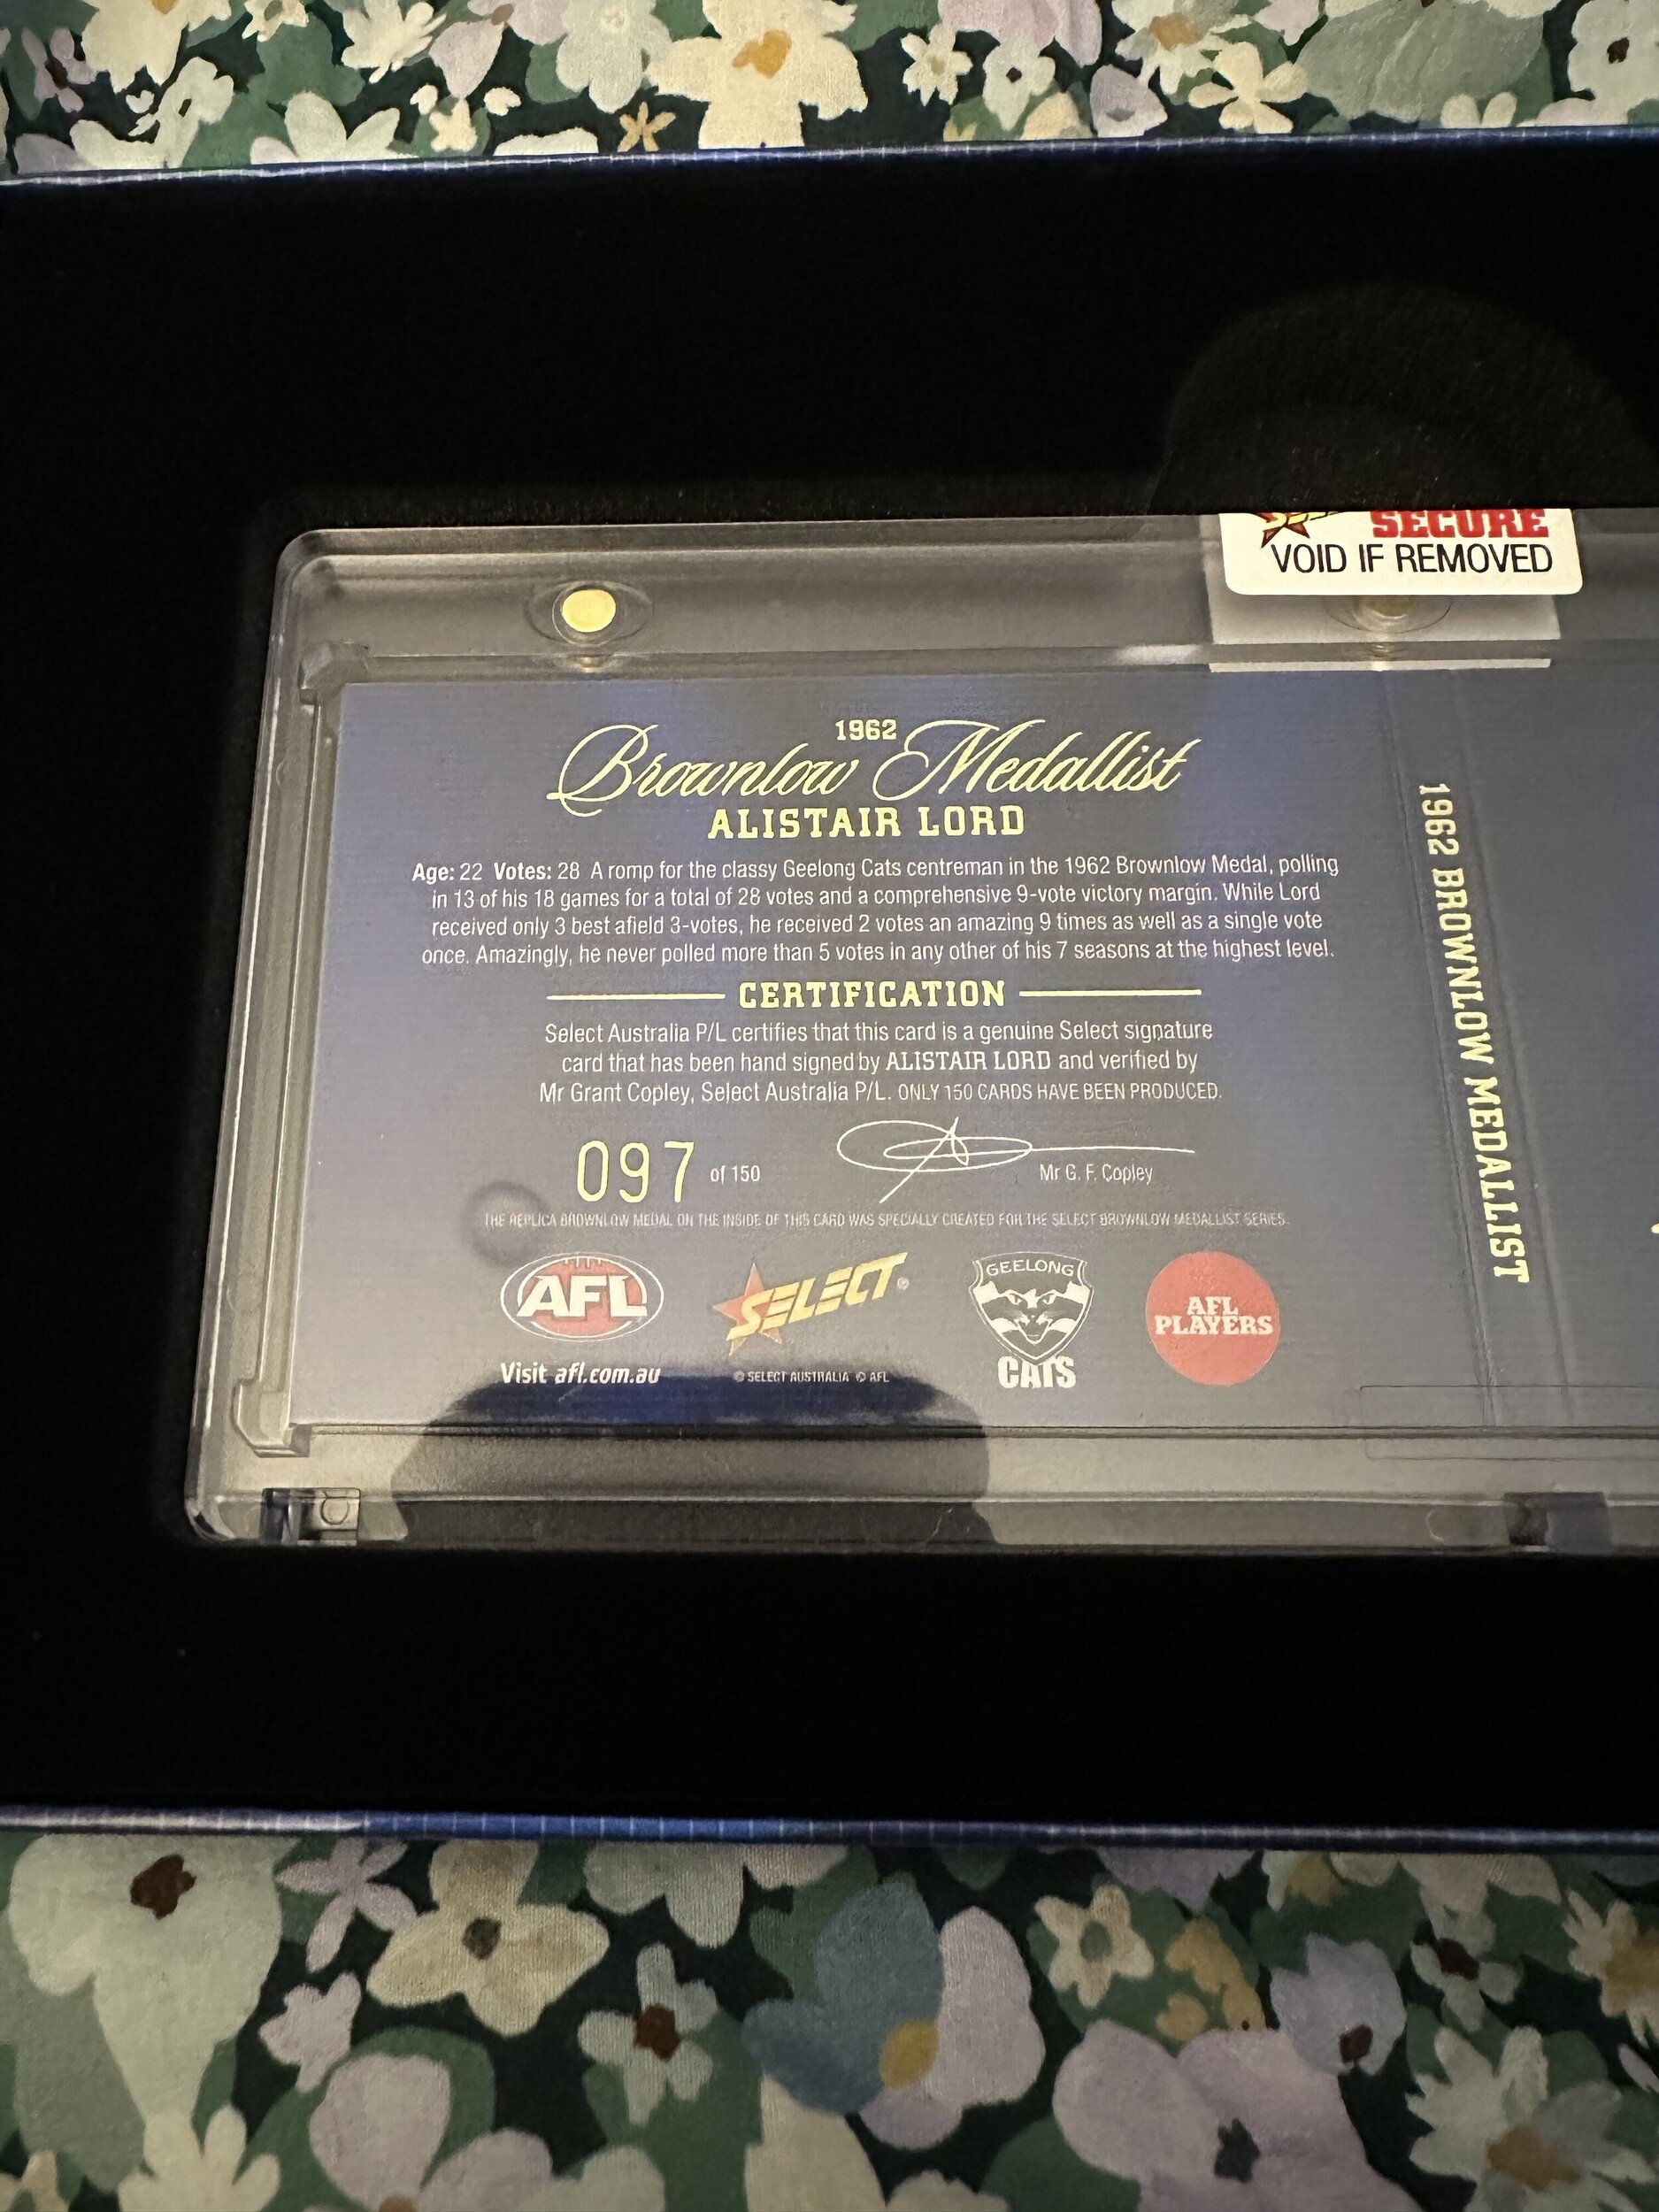 SECURE
VOID IF REMOVED
1962
Brownlow Medallist
ALISTAIR LORD
Age: 22 Votes: 28 A romp for the classy Geelong Cats centreman in the 1962 Brownlow Medal, polling
in 13 of his 18 games for a total of 28 votes and a comprehensive 9-vote victory margin. While Lord
received only 3 best afield 3-votes, he received 2 votes an amazing 9 times as well as a single vote
once. Amazingly, he never polled more than 5 votes in any other of his 7 seasons at the highest level.
CERTIFICATION
Select Australia P/L certifies that this card is a genuine Select signature
card that has been hand signed by ALISTAIR LORD and verified by
Mr Grant Copley, Select Australia P/L. ONLY 150 CARDS HAVE BEEN PRODUCED.
097 of 150
Mr G. F. Copley
THE REPLICA BROWNLOW MEDAL ON THE INSIDE OF THIS CARD WAS SPECIALLY CREATED FOR THE SELECT BROWNLOW MEDALLIST SERIES.
AFL
Visit afl.com.au
SELECT®
© SELECT AUSTRALIA © AFL
GEELONG
CATS
AFL
PLAYERS
1962 BROWNLOW MEDALLIST